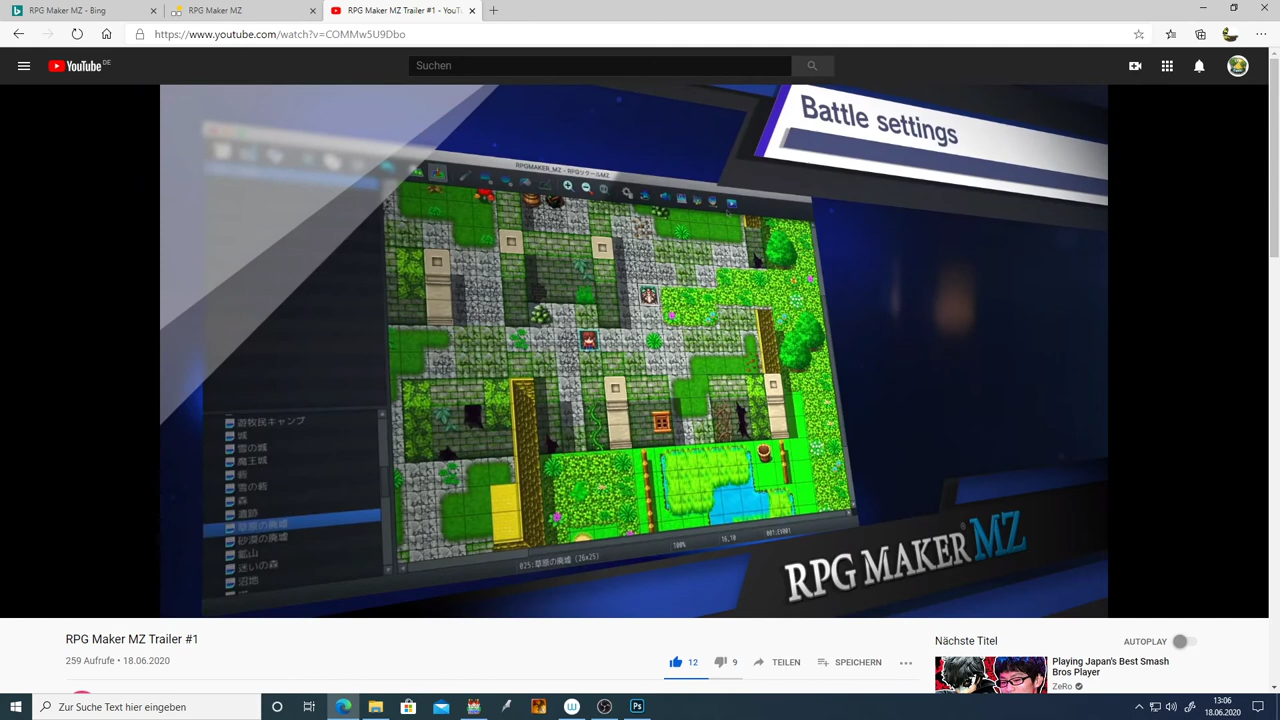 RPG Maker MZ - Bing
RPG Maker MZ
RPG Maker MZ Trailer #1 - YouT
https://www.youtube.com/watch?v=COMMw5U9Dbo
YouTube DE
Suchen
Battle settings
RPGMAKER_MZ - RPGツクールMZ
遊牧民キャンプ
城
雪の城
魔王城
砦
雪の砦
森
遺跡
草原の廃墟
砂漠の廃墟
鉱山
迷いの森
沼地
025:草原の廃墟 (26x25)
100%
16,10
001:EV001
RPG MAKER MZ
RPG Maker MZ Trailer #1
259 Aufrufe • 18.06.2020
12
9
TEILEN
SPEICHERN
Nächste Titel
AUTOPLAY
Playing Japan's Best Smash
Bros Player
ZeRo
Zur Suche Text hier eingeben
13:06
18.06.2020